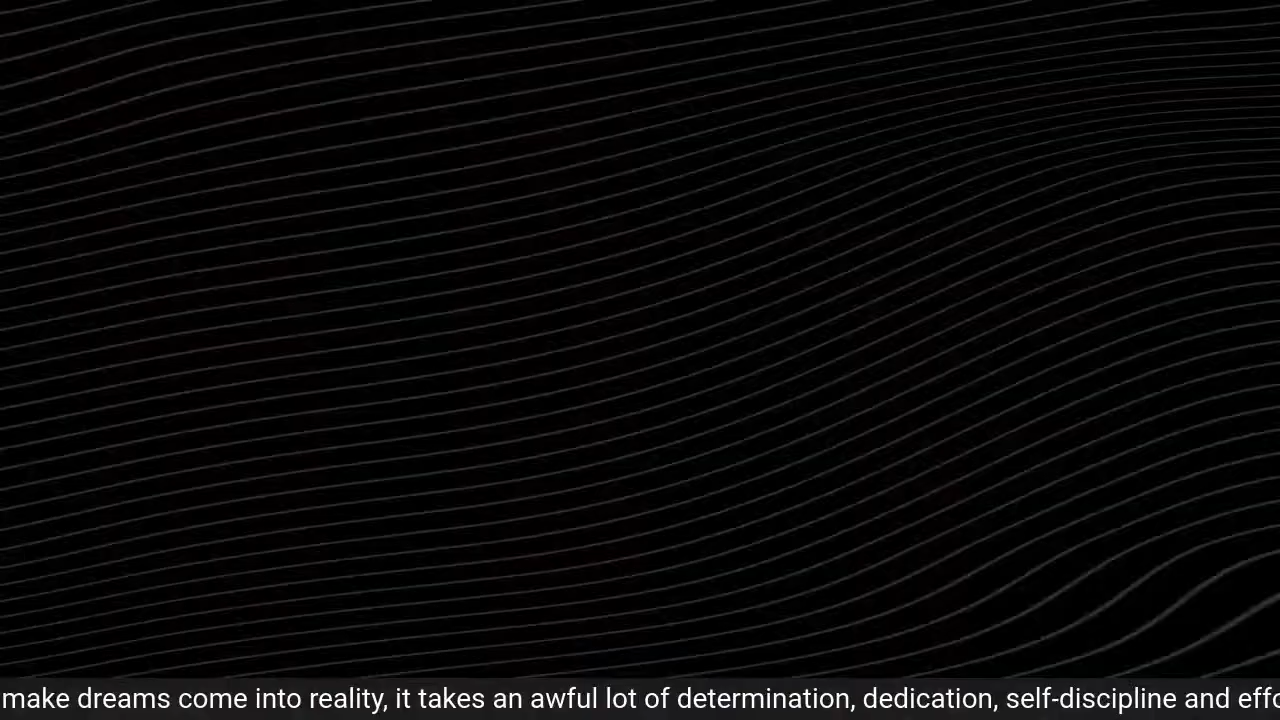 make dreams come into reality, it takes an awful lot of determination, dedication, self-discipline and